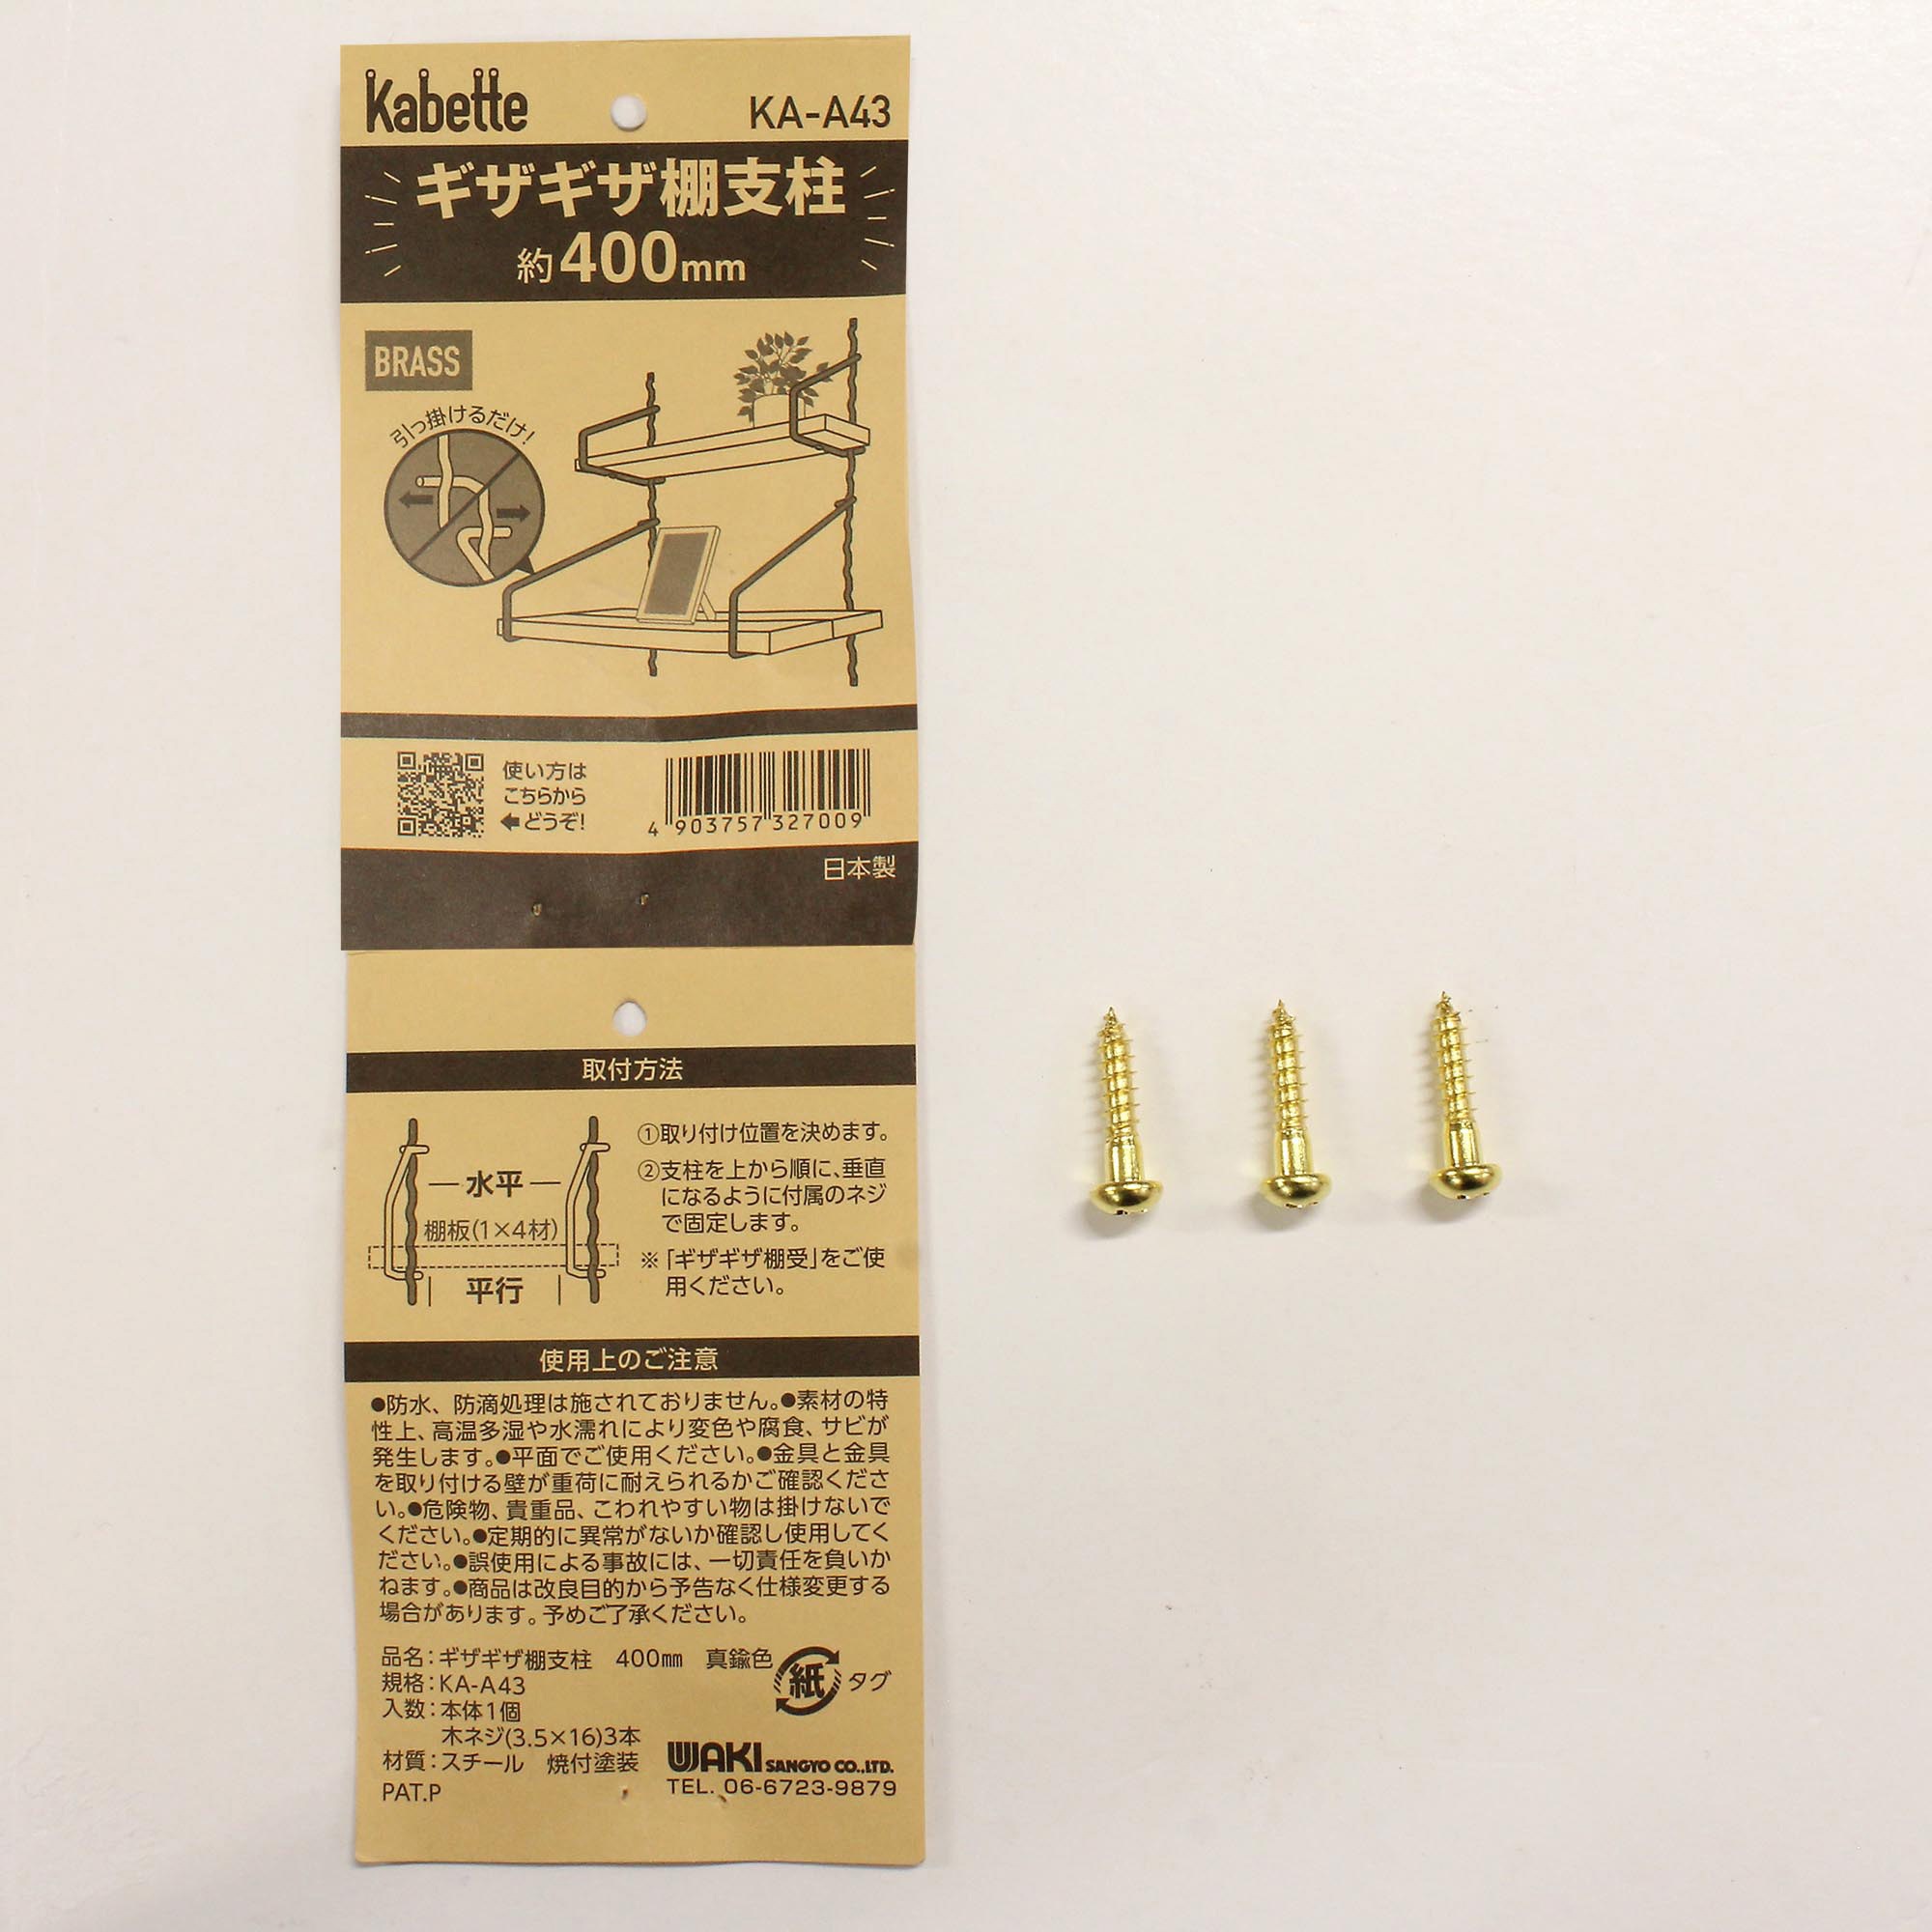 Kabette
KA-A43
ギザギザ棚支柱
約400mm
BRASS
引っ掛けるだけ!
使い方は
こちらから
どうぞ!
4 903757 327009
日本製
取付方法
水平
棚板(1×4材)
平行
①取り付け位置を決めます。
②支柱を上から順に、垂直
になるように付属のネジ
で固定します。
※「ギザギザ棚受」をご使
用ください。
使用上のご注意
●防水、防滴処理は施されておりません。●素材の特
性上、高温多湿や水濡れにより変色や腐食、サビが
発生します。●平面でご使用ください。●金具と金具
を取り付ける壁が重荷に耐えられるかご確認くださ
い。●危険物、貴重品、こわれやすい物は掛けないで
ください。●定期的に異常がないか確認し使用してく
ださい。●誤使用による事故には、一切責任を負いか
ねます。●商品は改良目的から予告なく仕様変更する
場合があります。予めご了承ください。
品名:ギザギザ棚支柱 400mm 真鍮色
規格:KA-A43
入数:本体1個
木ネジ(3.5×16)3本
材質:スチール 焼付塗装
PAT.P
紙 タグ
WAKI SANGYO CO.,LTD.
TEL. 06-6723-9879